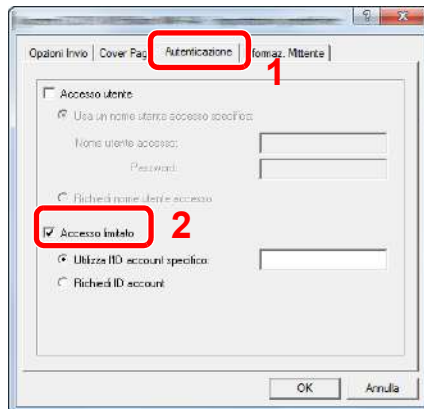 Opzioni Invio Cover Pag Autenticazione formaz. Mittente
1
Accesso utente
Usa un nome utente accesso specifico:
Nome utente accesso:
Password:
Richiedi nome utente accesso
Accesso limitato
2
Utilizza l'ID account specifico:
Richiedi ID account
OK Annulla